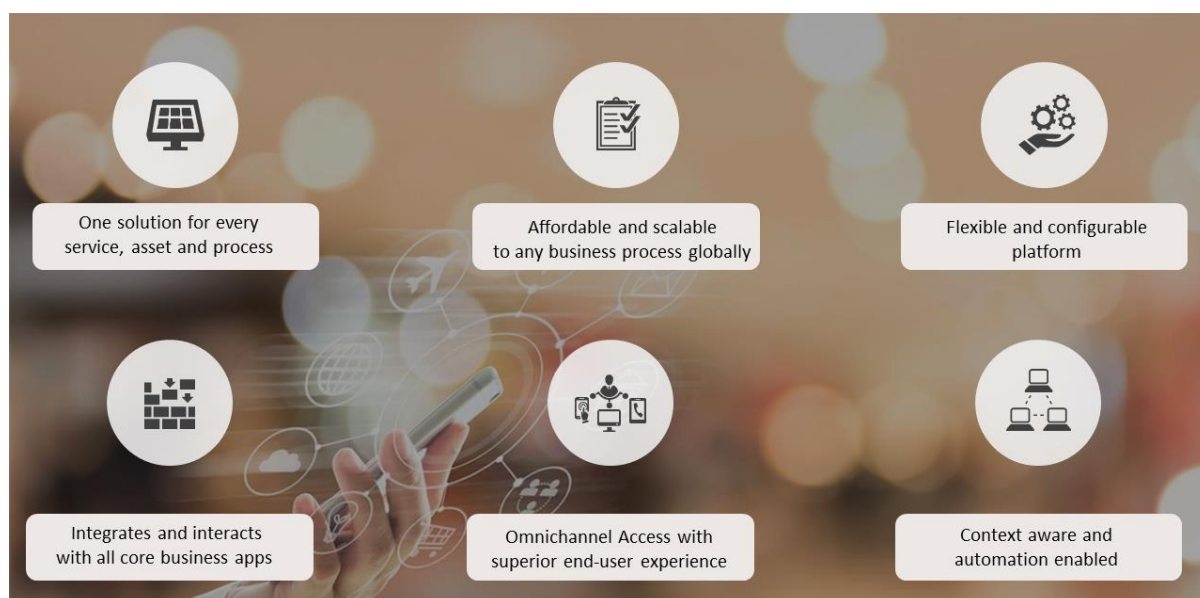 One solution for every
service, asset and process
Affordable and scalable
to any business process globally
Flexible and configurable
platform
Integrates and interacts
with all core business apps
Omnichannel Access with
superior end-user experience
Context aware and
automation enabled